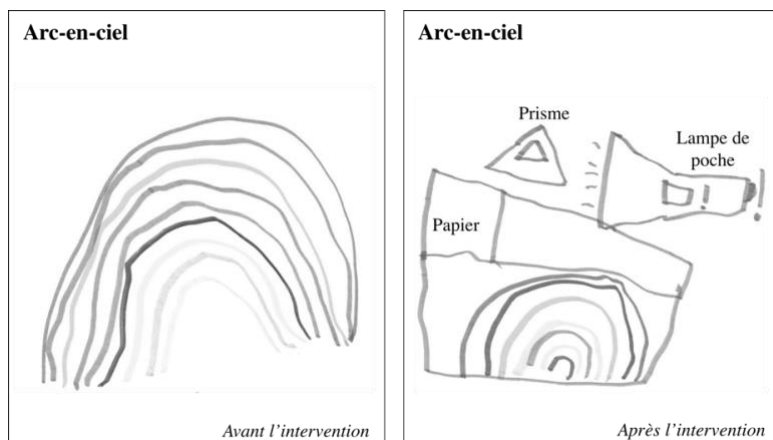 Arc-en-ciel
Avant l'intervention
Arc-en-ciel
Prisme
Lampe de
poche
Papier
Après l'intervention